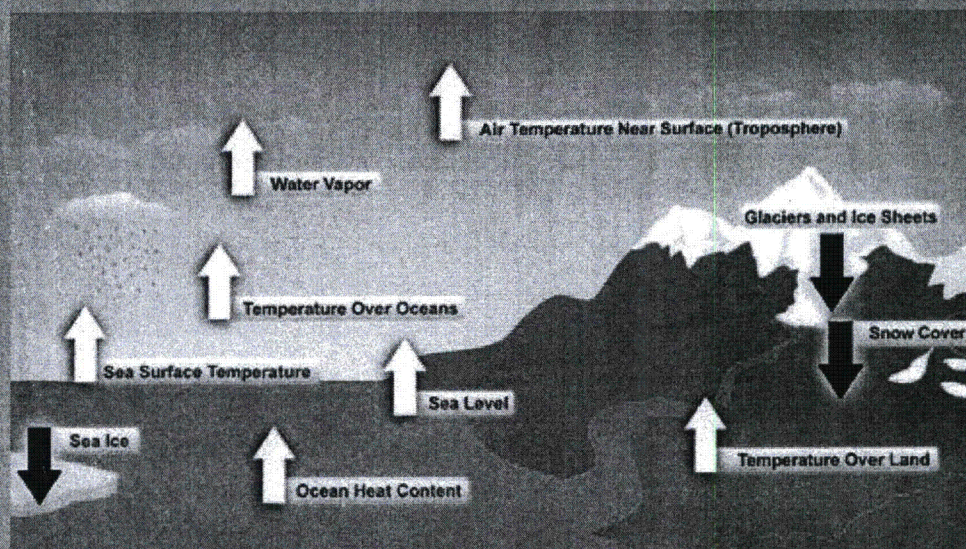 Air Temperature Near Surface (Troposphere)
Water Vapor
Glaciers and Ice Sheets
Temperature Over Oceans
Snow Cover
Sea Surface Temperature
Sea Level
Sea Ice
Temperature Over Land
Ocean Heat Content